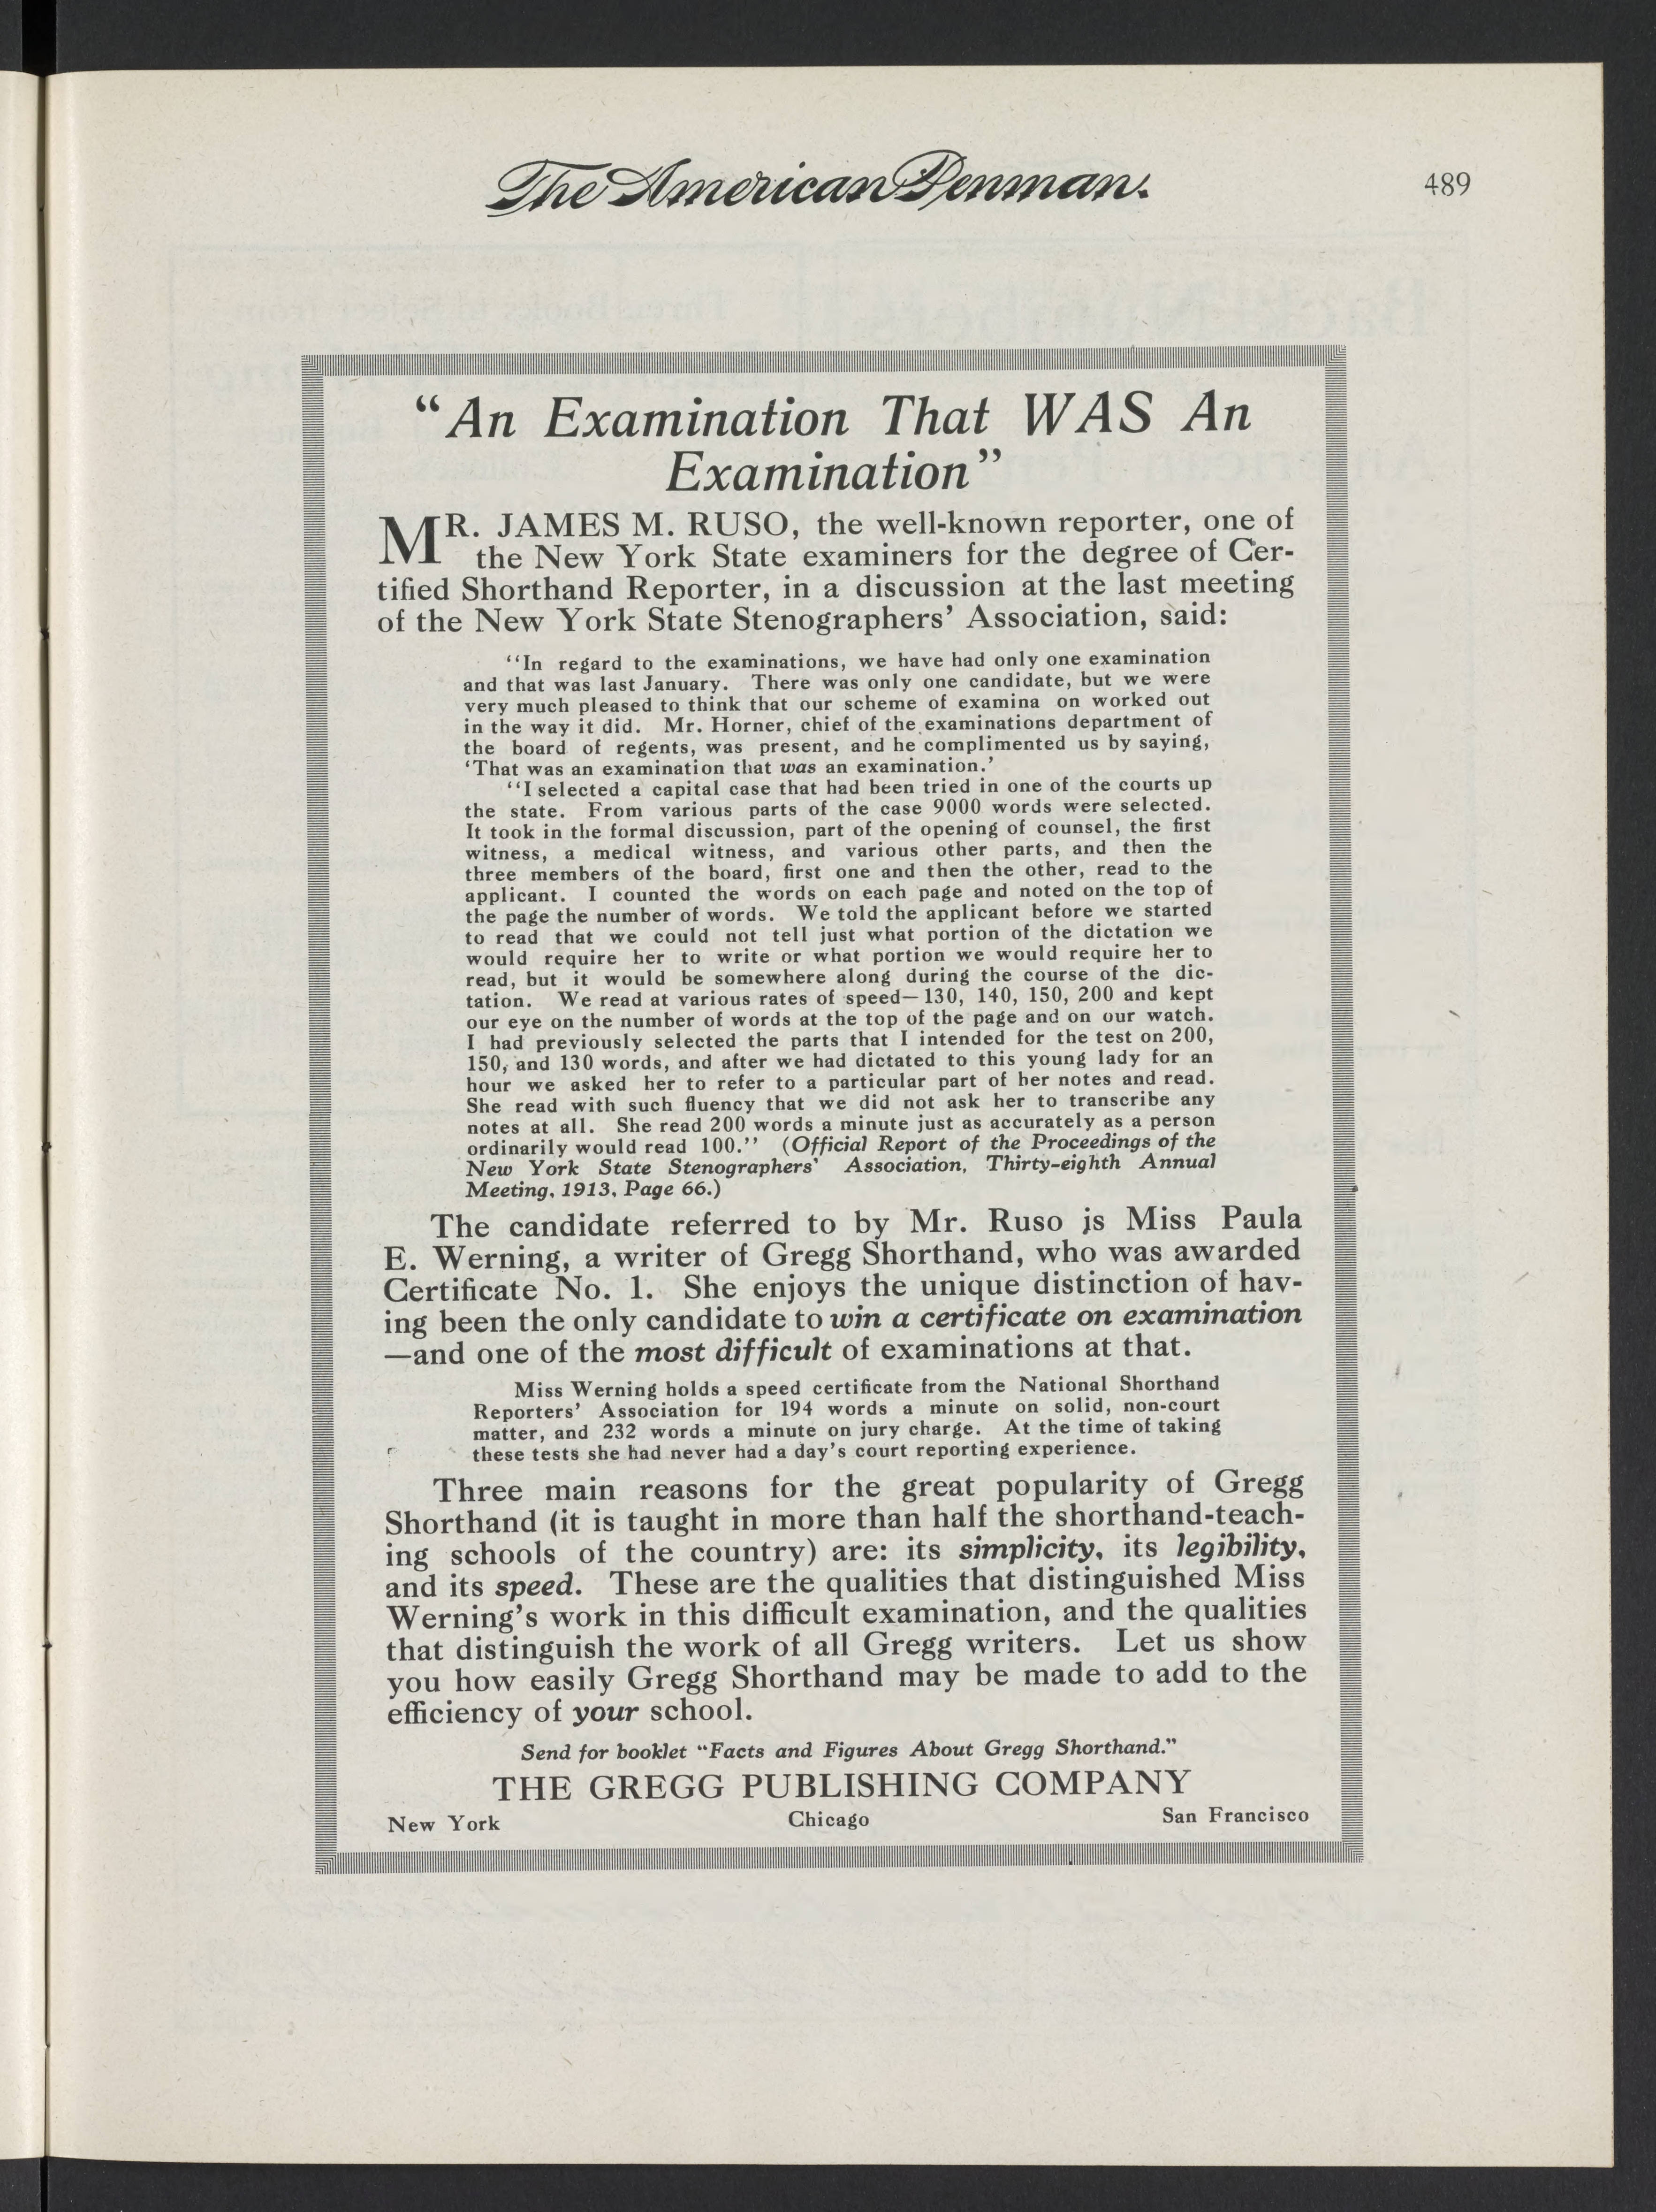 The American Penman.
489
“An Examination That WAS An
Examination”
MR. JAMES M. RUSO, the well-known reporter, one of
the New York State examiners for the degree of Cer-
tified Shorthand Reporter, in a discussion at the last meeting
of the New York State Stenographers’ Association, said:
‘‘In regard to the examinations, we have had only one examination
and that was last January. There was only one candidate, but we were
very much pleased to think that our scheme of examina on worked out
in the way it did. Mr. Horner, chief of the examinations department of
the board of regents, was present, and he complimented us by saying,
‘That was an examination that was an examination.’
‘‘I selected a capital case that had been tried in one of the courts up
the state. From various parts of the case 9000 words were selected.
It took in the formal discussion, part of the opening of counsel, the first
witness, a medical witness, and various other parts, and then the
three members of the board, first one and then the other, read to the
applicant. I counted the words on each page and noted on the top of
the page the number of words. We told the applicant before we started
to read that we could not tell just what portion of the dictation we
would require her to write or what portion we would require her to
read, but it would be somewhere along during the course of the dic-
tation. We read at various rates of speed—130, 140, 150, 200 and kept
our eye on the number of words at the top of the page and on our watch.
I had previously selected the parts that I intended for the test on 200,
150, and 130 words, and after we had dictated to this young lady for an
hour we asked her to refer to a particular part of her notes and read.
She read with such fluency that we did not ask her to transcribe any
notes at all. She read 200 words a minute just as accurately as a person
ordinarily would read 100.’’ (Official Report of the Proceedings of the
New York State Stenographers’ Association, Thirty-eighth Annual
Meeting, 1913, Page 66.)
The candidate referred to by Mr. Ruso is Miss Paula
E. Werning, a writer of Gregg Shorthand, who was awarded
Certificate No. 1. She enjoys the unique distinction of hav-
ing been the only candidate to win a certificate on examination
—and one of the most difficult of examinations at that.
Miss Werning holds a speed certificate from the National Shorthand
Reporters’ Association for 194 words a minute on solid, non-court
matter, and 232 words a minute on jury charge. At the time of taking
these tests she had never had a day’s court reporting experience.
Three main reasons for the great popularity of Gregg
Shorthand (it is taught in more than half the shorthand-teach-
ing schools of the country) are: its simplicity, its legibility,
and its speed. These are the qualities that distinguished Miss
Werning’s work in this difficult examination, and the qualities
that distinguish the work of all Gregg writers. Let us show
you how easily Gregg Shorthand may be made to add to the
efficiency of your school.
Send for booklet “Facts and Figures About Gregg Shorthand.”
THE GREGG PUBLISHING COMPANY
New York Chicago San Francisco